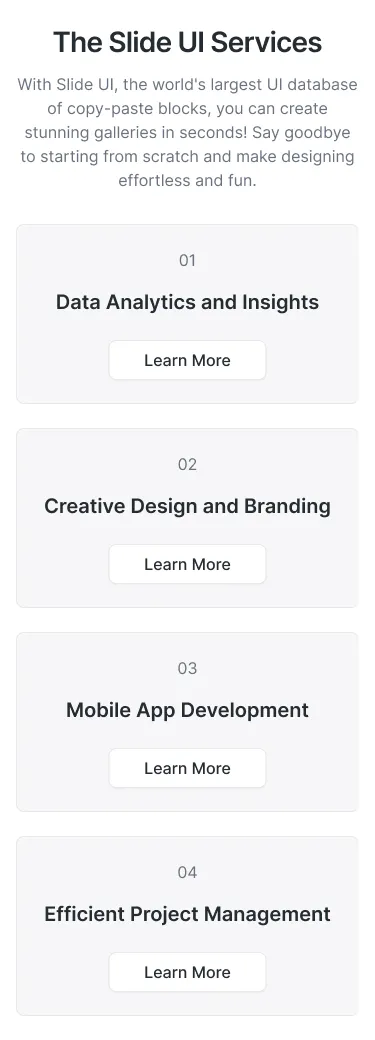 The Slide UI Services
With Slide UI, the world's largest UI database
of copy-paste blocks, you can create
stunning galleries in seconds! Say goodbye
to starting from scratch and make designing
effortless and fun.
01
Data Analytics and Insights
Learn More
02
Creative Design and Branding
Learn More
03
Mobile App Development
Learn More
04
Efficient Project Management
Learn More